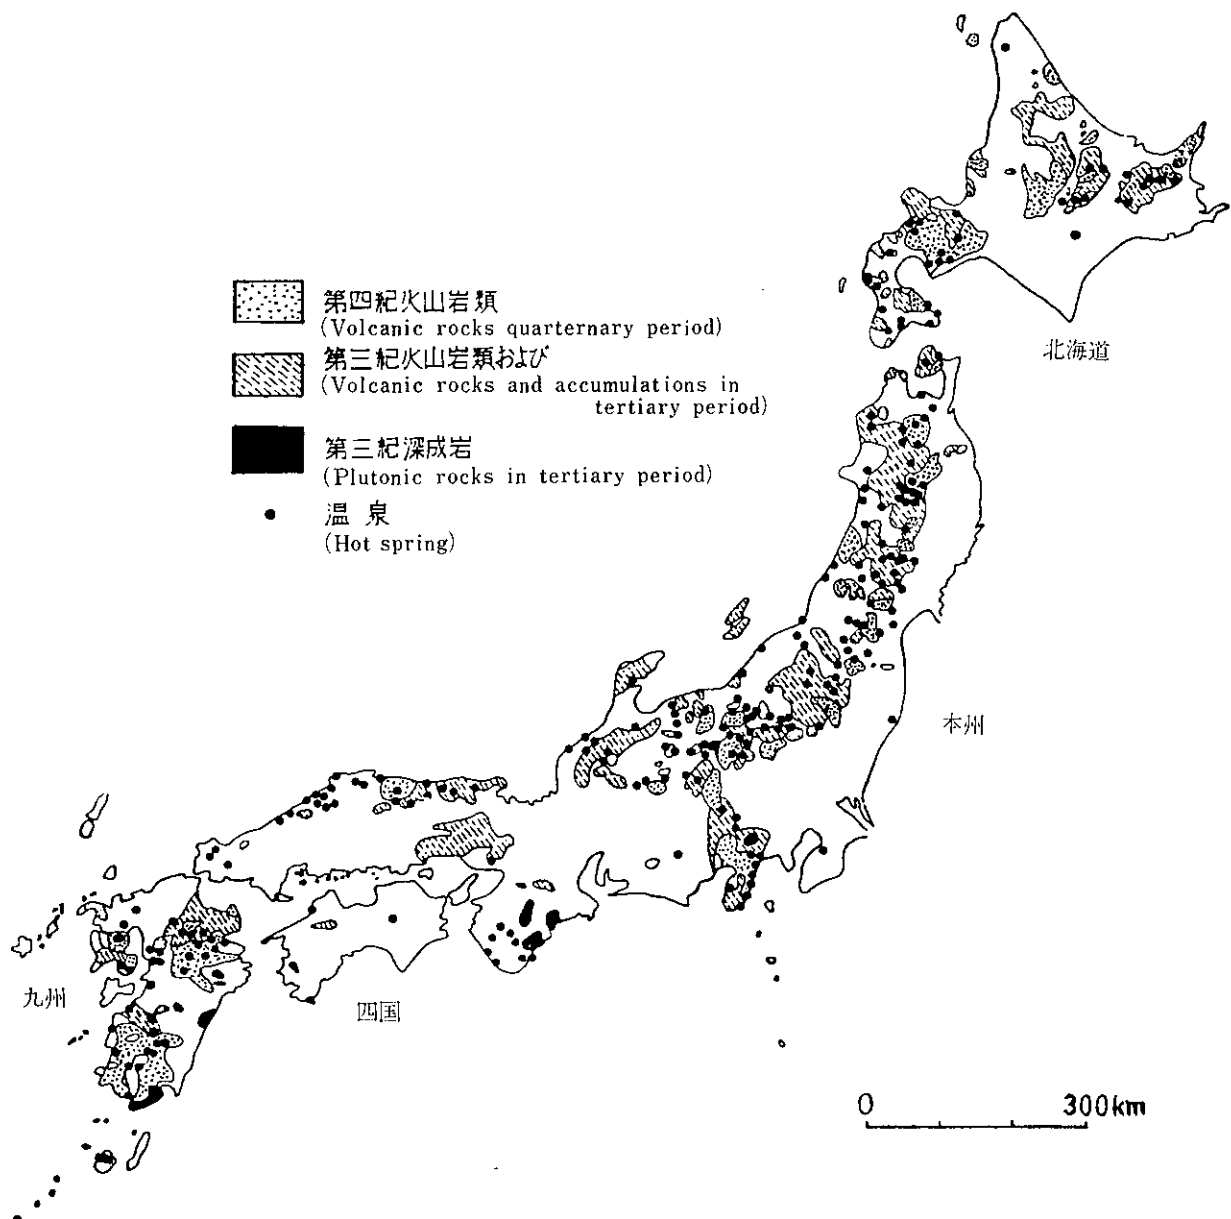 第四紀火山岩類
(Volcanic rocks quarternary period)
第三紀火山岩類および
(Volcanic rocks and accumulations in
tertiary period)
第三紀深成岩
(Plutonic rocks in tertiary period)
温泉
(Hot spring)
北海道
本州
九州
四国
0 300km